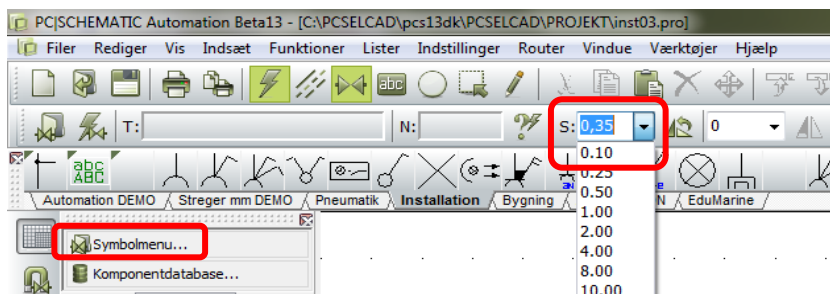 PC|SCHEMATIC Automation Beta13 - [C:\PCSELCAD\pcs13dk\PCSELCAD\PROJEKT\inst03.pro]
Filer Rediger Vis Indsæt Funktioner Lister Indstillinger Router Vindue Værktøjer Hjælp
abc
T: N: S: 0,35 0
abc
ABC
0.10
0.25
Automation DEMO Streger mm DEMO Pneumatik Installation Bygning N EduMarine
0.50
1.00
2.00
Symbolmenu...
4.00
Komponentdatabase...
8.00
10.00